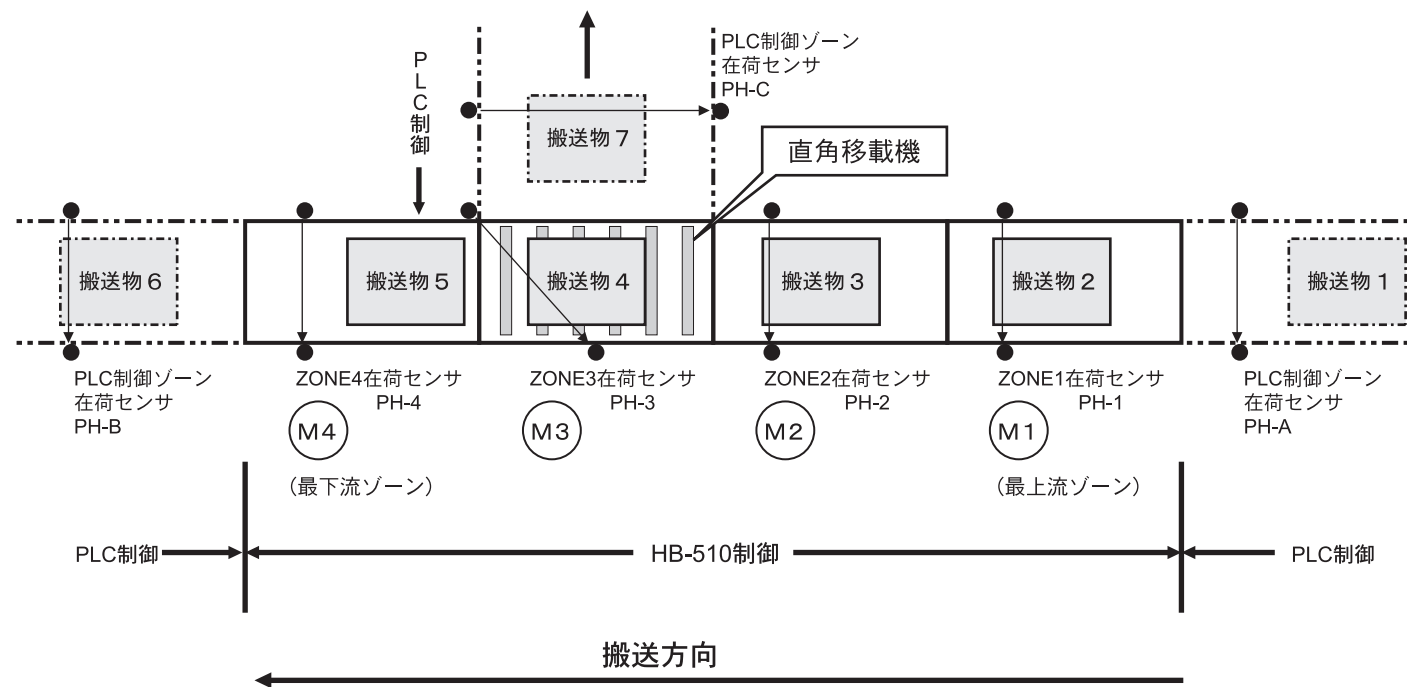 PLC制御
PLC制御ゾーン
在荷センサ
PH-C
搬送物7
直角移載機
搬送物6
搬送物5
搬送物4
搬送物3
搬送物2
搬送物1
PLC制御ゾーン
在荷センサ
PH-B
ZONE4在荷センサ
PH-4
ZONE3在荷センサ
PH-3
ZONE2在荷センサ
PH-2
ZONE1在荷センサ
PH-1
PLC制御ゾーン
在荷センサ
PH-A
M4
M3
M2
M1
(最下流ゾーン)
(最上流ゾーン)
PLC制御
HB-510制御
PLC制御
搬送方向